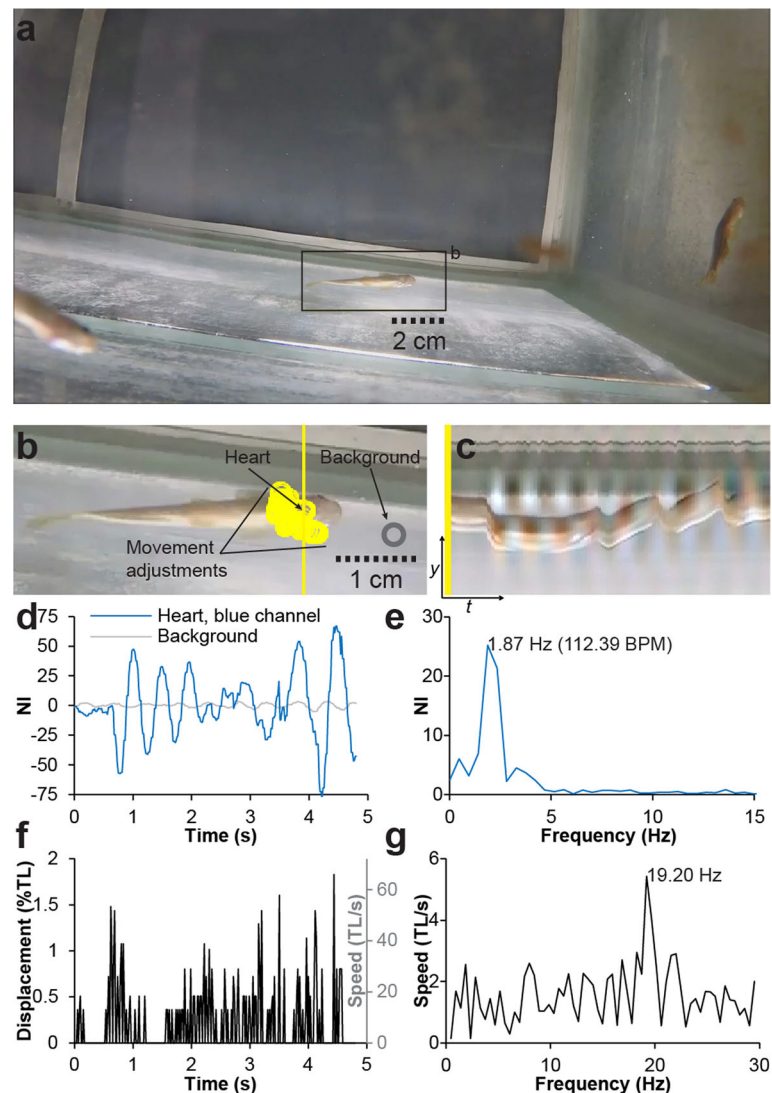 a
b
2 cm
b
Heart
Background
Movement
adjustments
1 cm
c
y
t
d
Heart, blue channel
Background
NI
75
50
25
0
-25
-50
-75
0 1 2 3 4 5
Time (s)
e
1.87 Hz (112.39 BPM)
NI
30
20
10
0
0 5 10 15
Frequency (Hz)
f
Displacement (%TL)
2
1.5
1
0.5
0
Speed (TL/s)
60
40
20
0
0 1 2 3 4 5
Time (s)
g
19.20 Hz
Speed (TL/s)
6
4
2
0
0 10 20 30
Frequency (Hz)